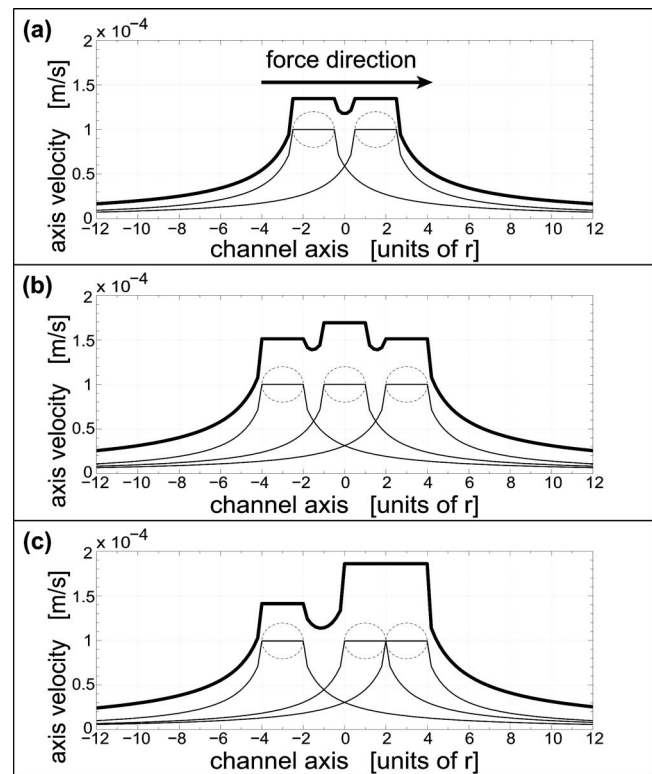 (a)
× 10⁻⁴
2
1.5
1
0.5
0
axis velocity [m/s]
force direction
−12 −10 −8 −6 −4 −2 0 2 4 6 8 10 12
channel axis [units of r]
(b)
× 10⁻⁴
2
1.5
1
0.5
0
axis velocity [m/s]
−12 −10 −8 −6 −4 −2 0 2 4 6 8 10 12
channel axis [units of r]
(c)
× 10⁻⁴
2
1.5
1
0.5
0
axis velocity [m/s]
−12 −10 −8 −6 −4 −2 0 2 4 6 8 10 12
channel axis [units of r]